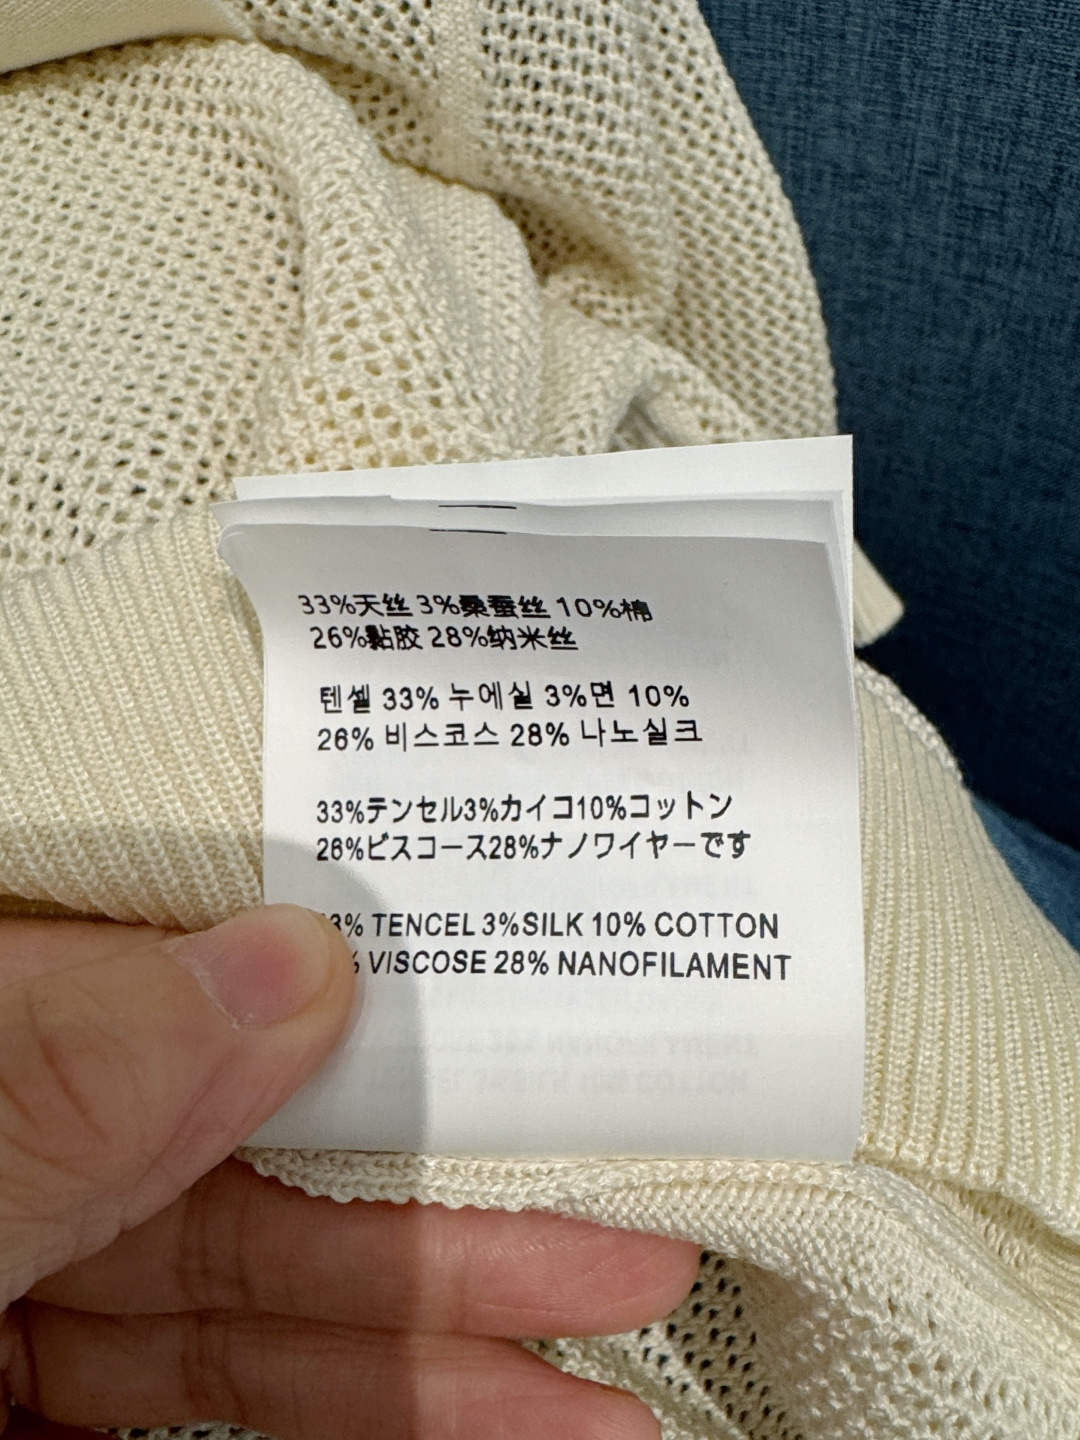 33%天丝 3%桑蚕丝 10%棉
26%黏胶 28%纳米丝
텐셀 33% 누에실 3%면 10%
26% 비스코스 28% 나노실크
33%テンセル3%カイコ10%コットン
26%ビスコース28%ナノワイヤーです
3% TENCEL 3%SILK 10% COTTON
% VISCOSE 28% NANOFILAMENT